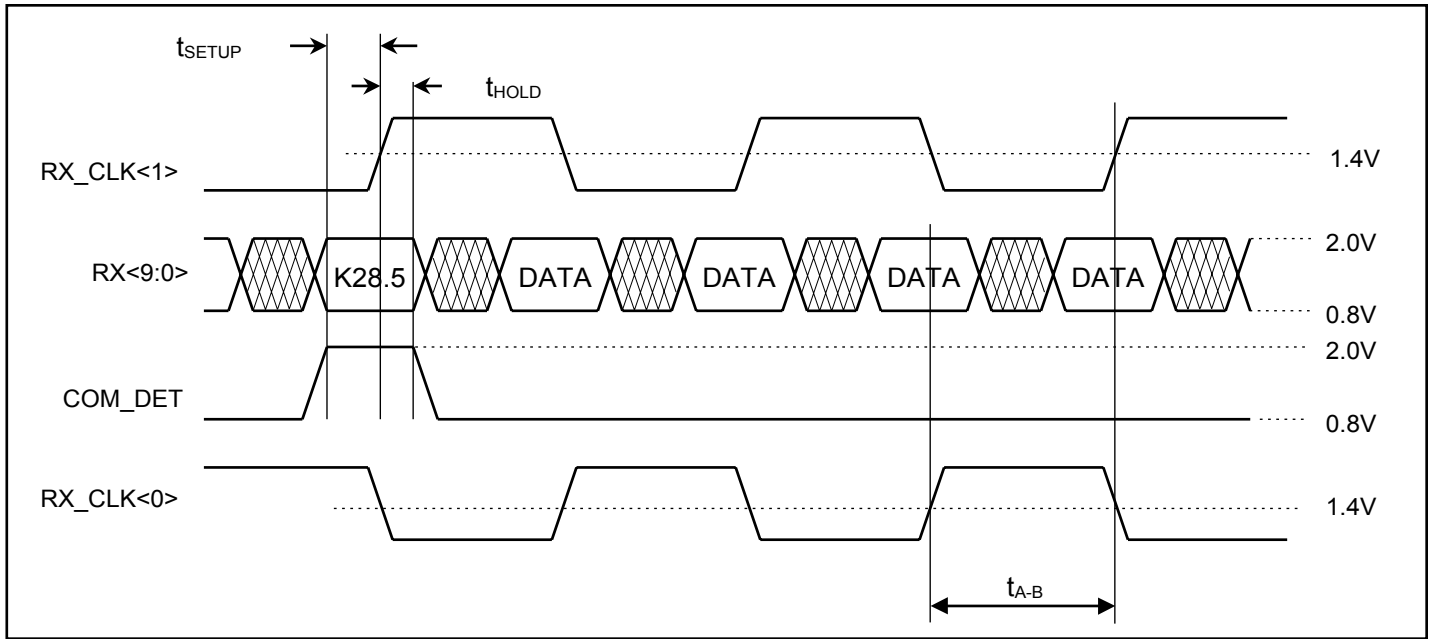 tSETUP
tHOLD
RX_CLK<1>
1.4V
2.0V
RX<9:0>
K28.5
DATA
DATA
DATA
DATA
0.8V
2.0V
COM_DET
0.8V
RX_CLK<0>
1.4V
tA-B